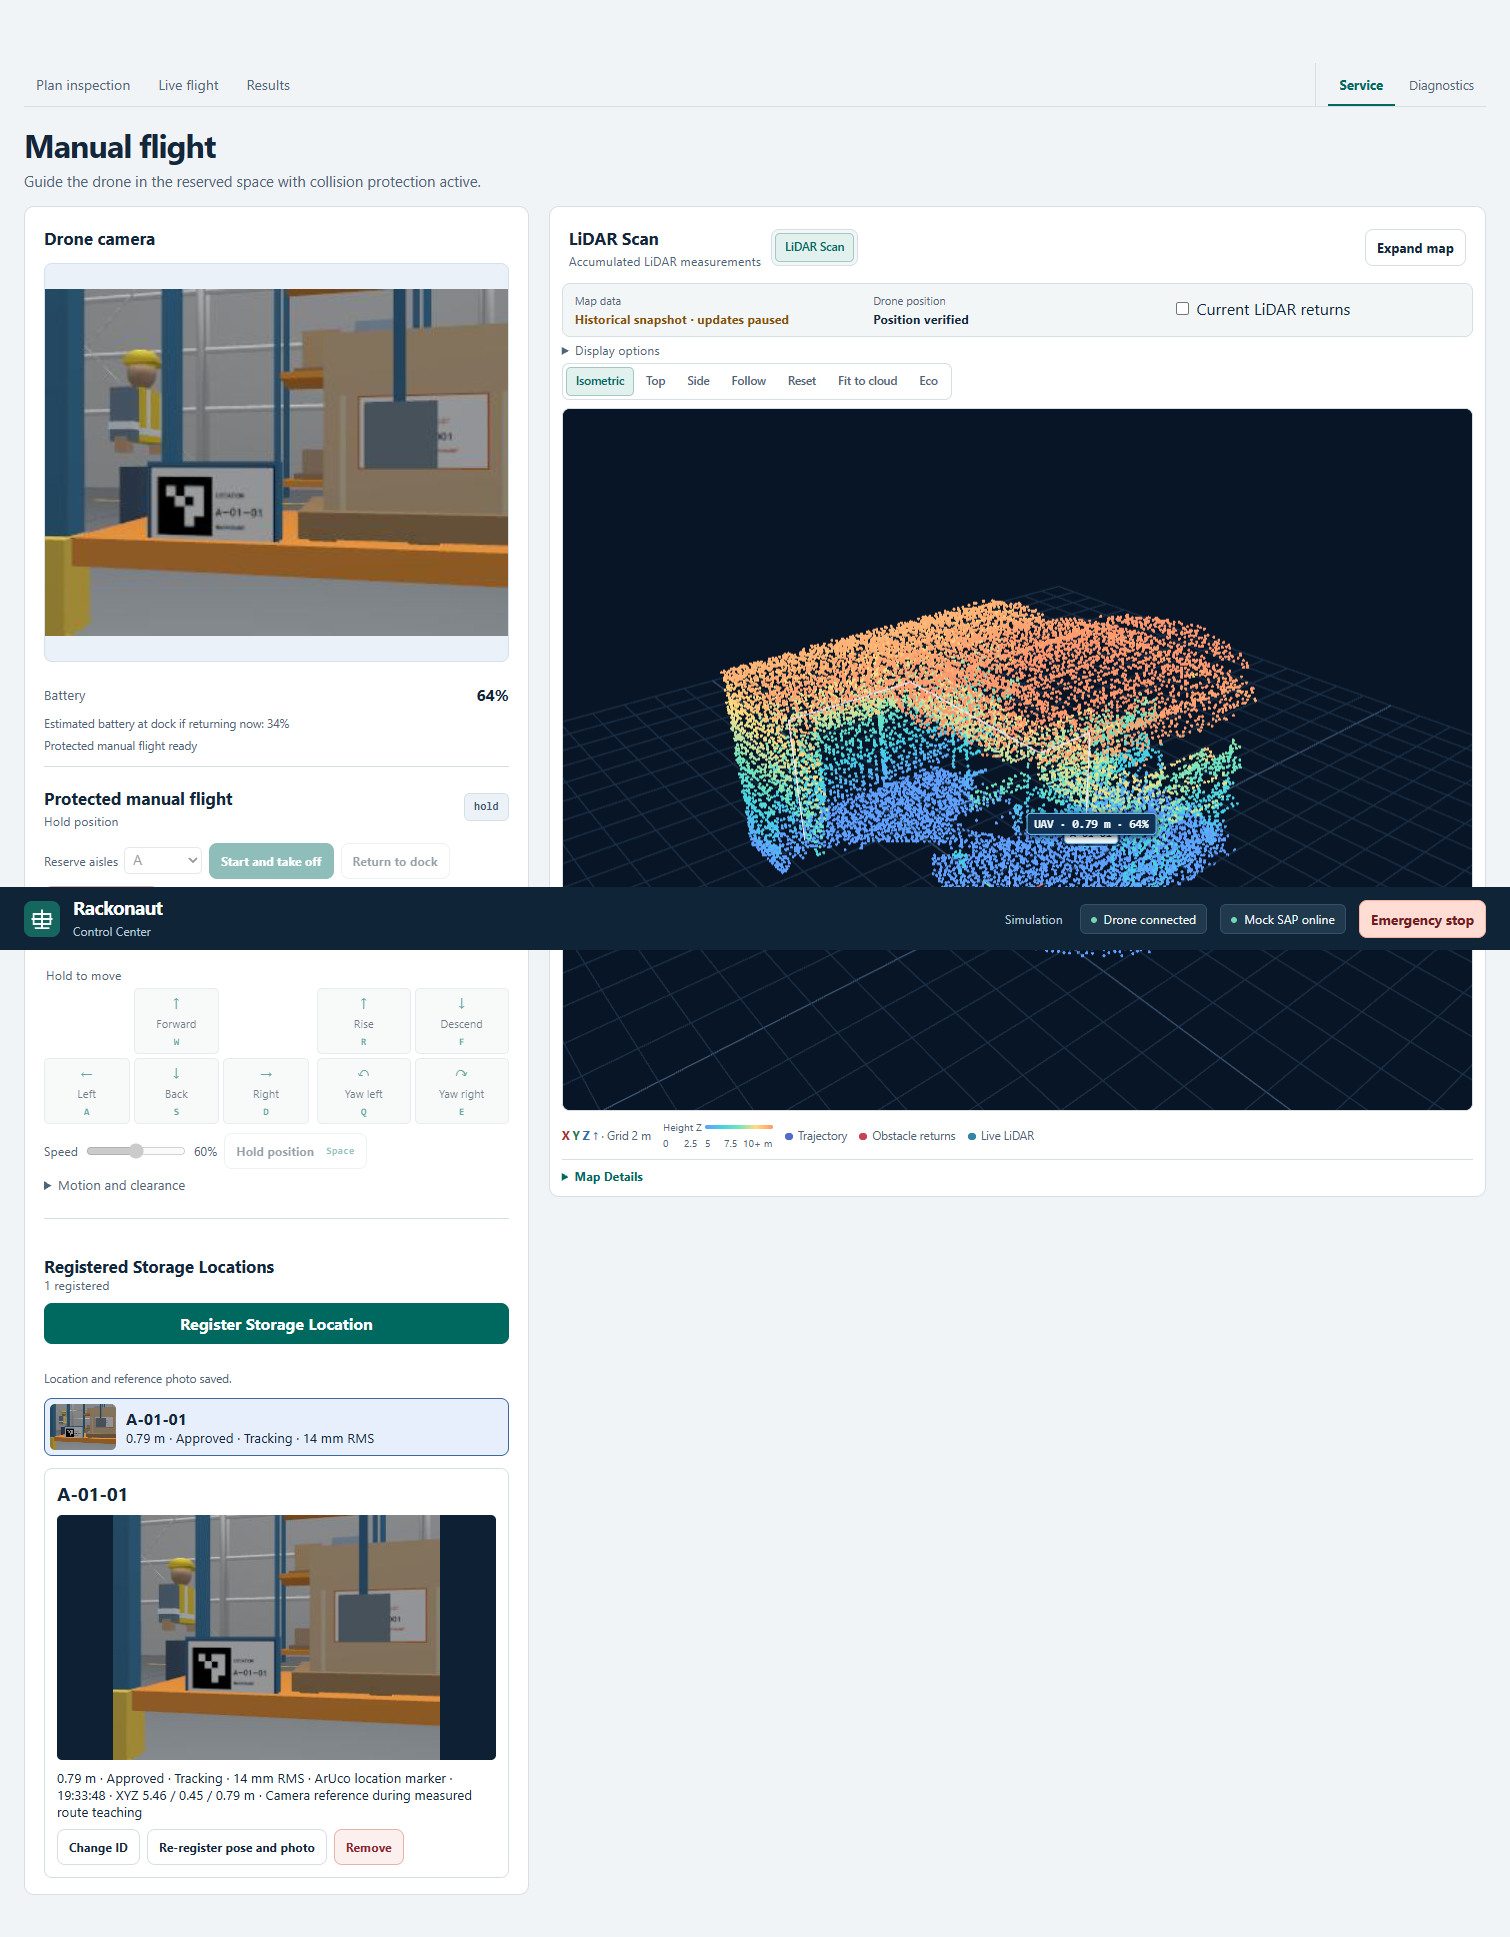 Plan inspection
Live flight
Results
Service
Diagnostics
Manual flight
Guide the drone in the reserved space with collision protection active.
Drone camera
LOCATION
A-01-01
001
Battery
64%
Estimated battery at dock if returning now: 34%
Protected manual flight ready
Protected manual flight
Hold position
hold
Reserve aisles
A
Start and take off
Return to dock
LiDAR Scan
Accumulated LiDAR measurements
LiDAR Scan
Expand map
Map data
Historical snapshot · updates paused
Drone position
Position verified
Current LiDAR returns
Display options
Isometric
Top
Side
Follow
Reset
Fit to cloud
Eco
UAV · 0.79 m · 64%
Rackonaut
Control Center
Simulation
Drone connected
Mock SAP online
Emergency stop
Hold to move
↑
Forward
W
↑
Rise
R
↓
Descend
F
←
Left
A
↓
Back
S
→
Right
D
↶
Yaw left
Q
↷
Yaw right
E
Speed
60%
Hold position Space
Motion and clearance
X Y Z ↑ · Grid 2 m
Height Z
0 2.5 5 7.5 10+ m
Trajectory
Obstacle returns
Live LiDAR
Map Details
Registered Storage Locations
1 registered
Register Storage Location
Location and reference photo saved.
A-01-01
0.79 m · Approved · Tracking · 14 mm RMS
A-01-01
LOCATION
A-01-01
0.79 m · Approved · Tracking · 14 mm RMS · ArUco location marker ·
19:33:48 · XYZ 5.46 / 0.45 / 0.79 m · Camera reference during measured
route teaching
Change ID
Re-register pose and photo
Remove